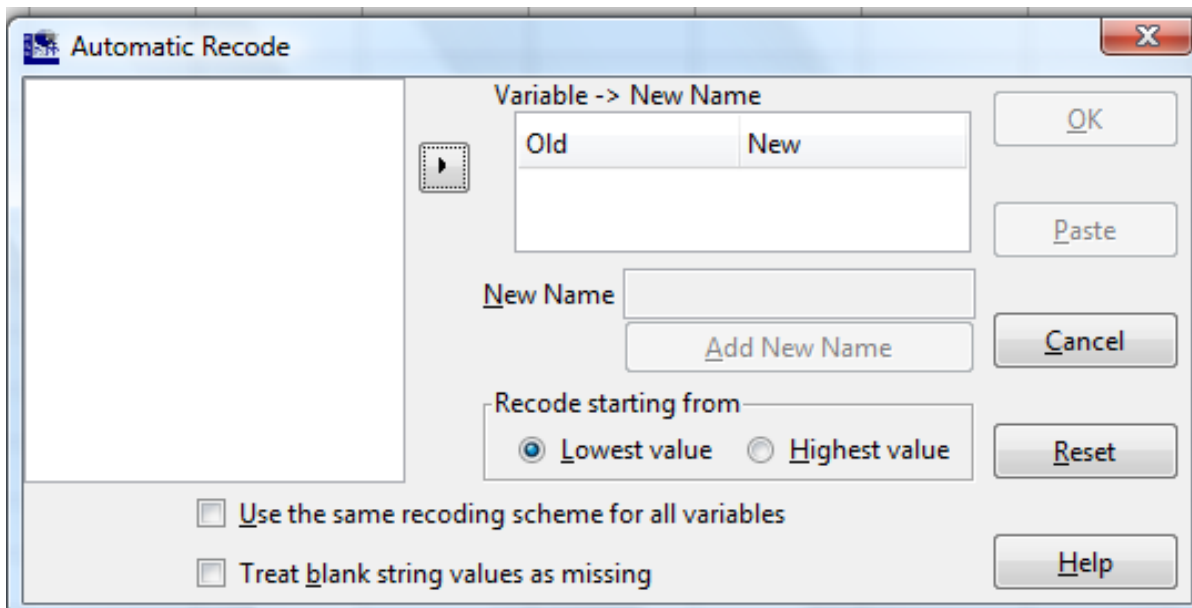 Automatic Recode
Variable -> New Name
Old New
OK
Paste
New Name
Add New Name
Cancel
Recode starting from
Lowest value Highest value
Reset
Use the same recoding scheme for all variables
Treat blank string values as missing
Help